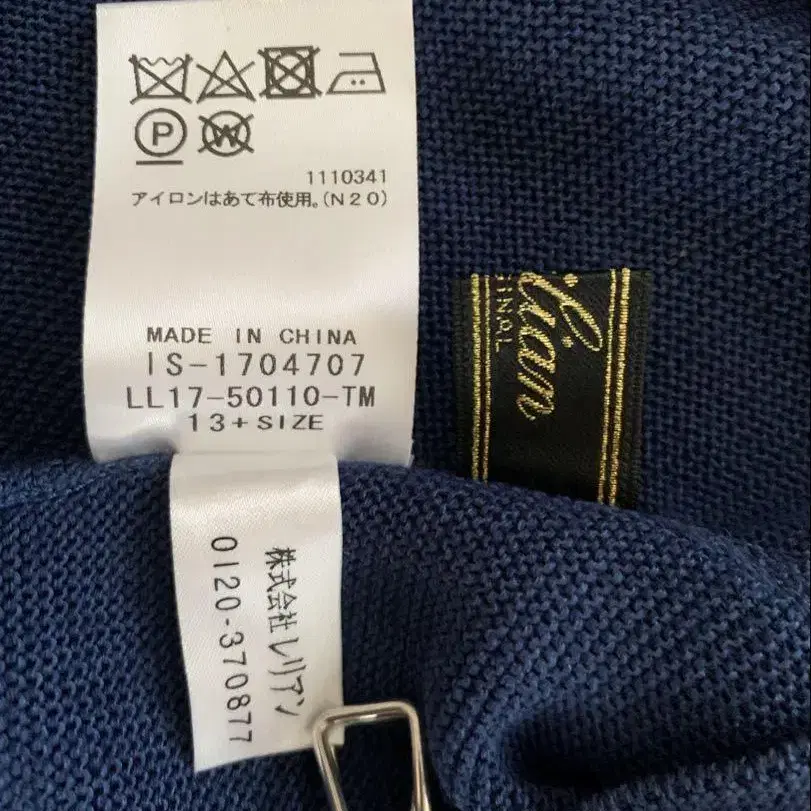 P
W
1110341
アイロンはあて布使用。(N20)
MADE IN CHINA
IS-1704707
LL17-50110-TM
13+SIZE
株式会社レリアン
0120-370877